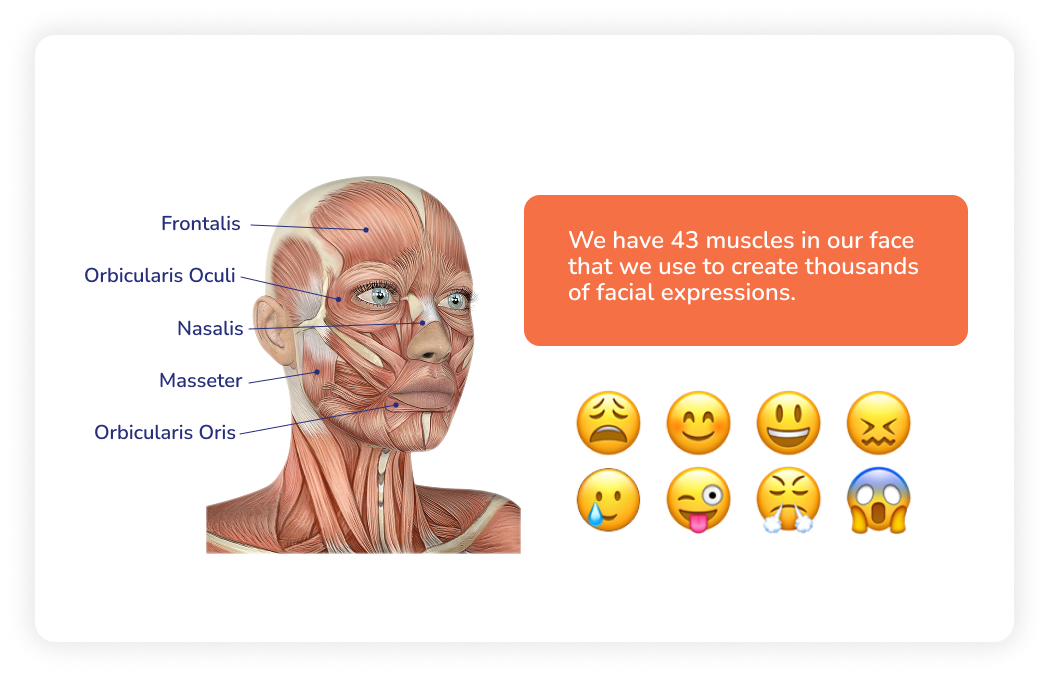 Frontalis
Orbicularis Oculi
Nasalis
Masseter
Orbicularis Oris
We have 43 muscles in our face
that we use to create thousands
of facial expressions.